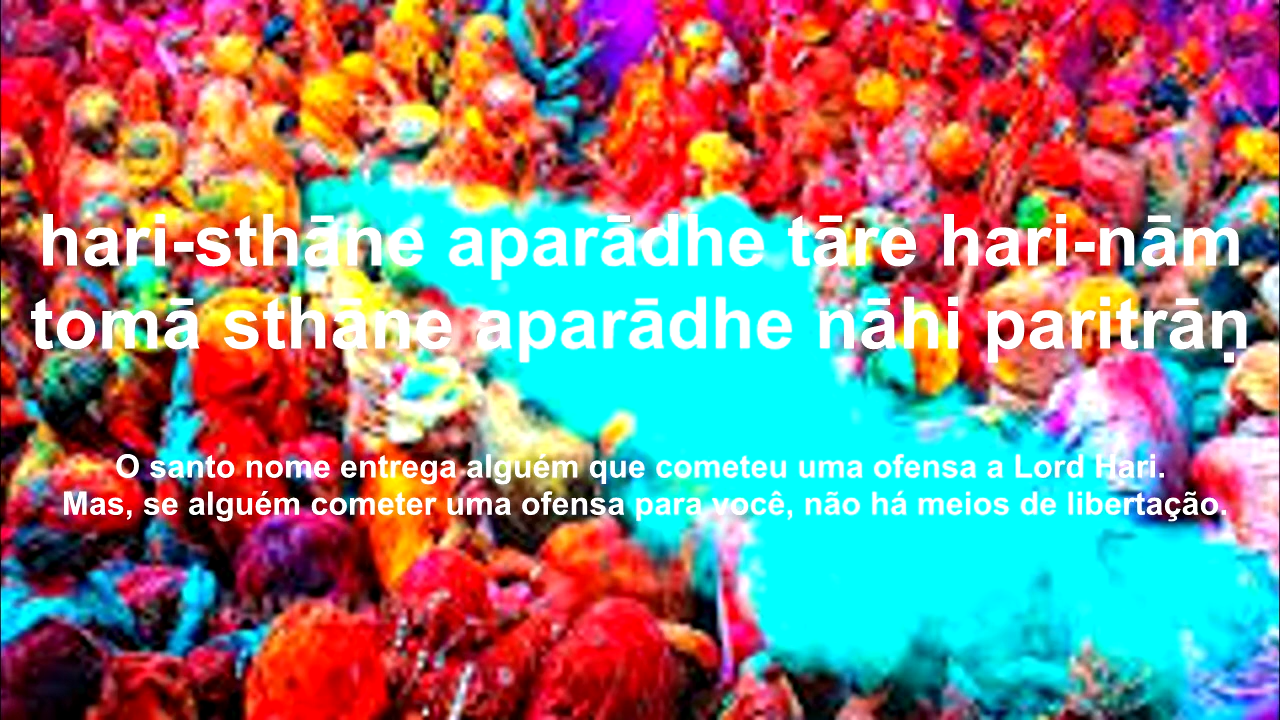 hari-sthāne aparādhe tāre hari-nām
tomā sthāne aparādhe nāhi paritrāṇ
O santo nome entrega alguém que cometeu uma ofensa a Lord Hari.
Mas, se alguém cometer uma ofensa para você, não há meios de libertação.